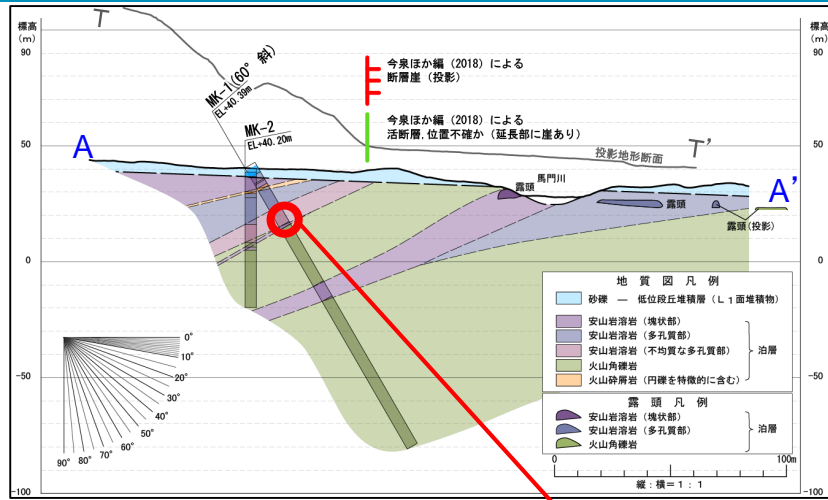 標高
(m)
90
50
0
-50
-100
T
MK-1(60°斜)
EL+40.39m
MK-2
EL+40.20m
今泉ほか編（2018）による
断層崖（投影）
今泉ほか編（2018）による
活断層，位置不確か（延長部に崖あり）
投影地形断面
T’
A
馬門川
露頭
露頭
露頭(投影)
A’
標高
(m)
90
50
0
-50
-100
0°
10°
20°
30°
40°
50°
60°
70°
80°
90°
地質図凡例
砂礫 ― 低位段丘堆積層（L1面堆積物）
安山岩溶岩（塊状部）
安山岩溶岩（多孔質部）
安山岩溶岩（不均質な多孔質部）
火山角礫岩
火山砕屑岩（円礫を特徴的に含む）
泊層
露頭凡例
安山岩溶岩（塊状部）
安山岩溶岩（多孔質部）
火山角礫岩
泊層
0
100m
縦：横＝1：1